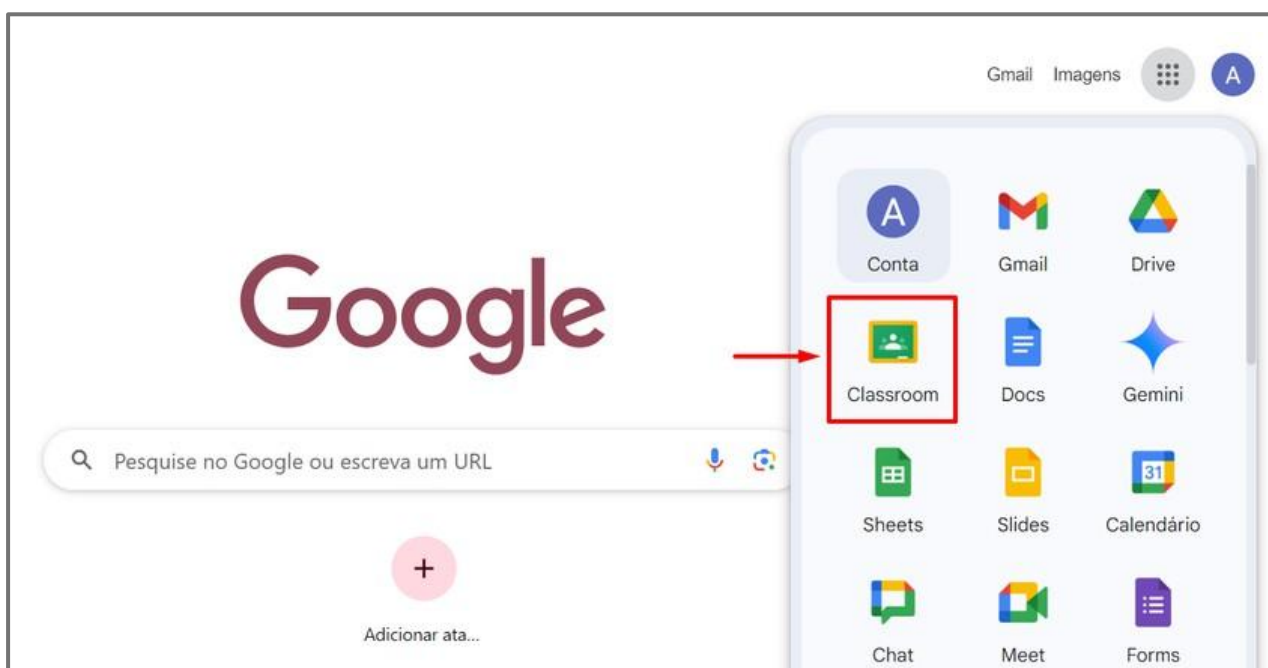 Gmail Imagens A
A
Conta Gmail Drive
Google
Classroom Docs Gemini
Pesquise no Google ou escreva um URL
31
Sheets Slides Calendário
+
Adicionar ata...
Chat Meet Forms